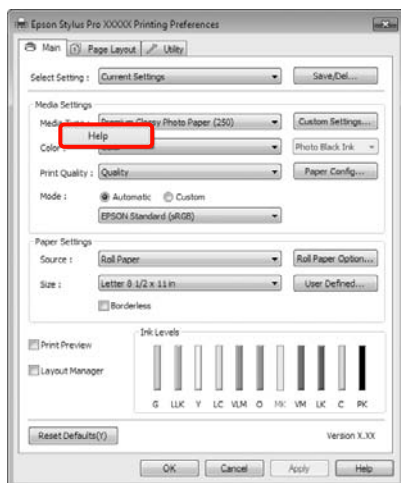 Epson Stylus Pro XXXXX Printing Preferences
Main Page Layout Utility
Select Setting : Current Settings Save/Del...
Media Settings
Media Type : Premium Glossy Photo Paper (250) Custom Settings...
Help
Color : Color Photo Black Ink
Print Quality : Quality Paper Config...
Mode : Automatic Custom
EPSON Standard (sRGB)
Paper Settings
Source : Roll Paper Roll Paper Option...
Size : Letter 8 1/2 x 11 in User Defined...
Borderless
Ink Levels
Print Preview
Layout Manager
G LLK Y LC VLM O MK VM LK C PK
Reset Defaults(Y) Version X.XX
OK Cancel Apply Help